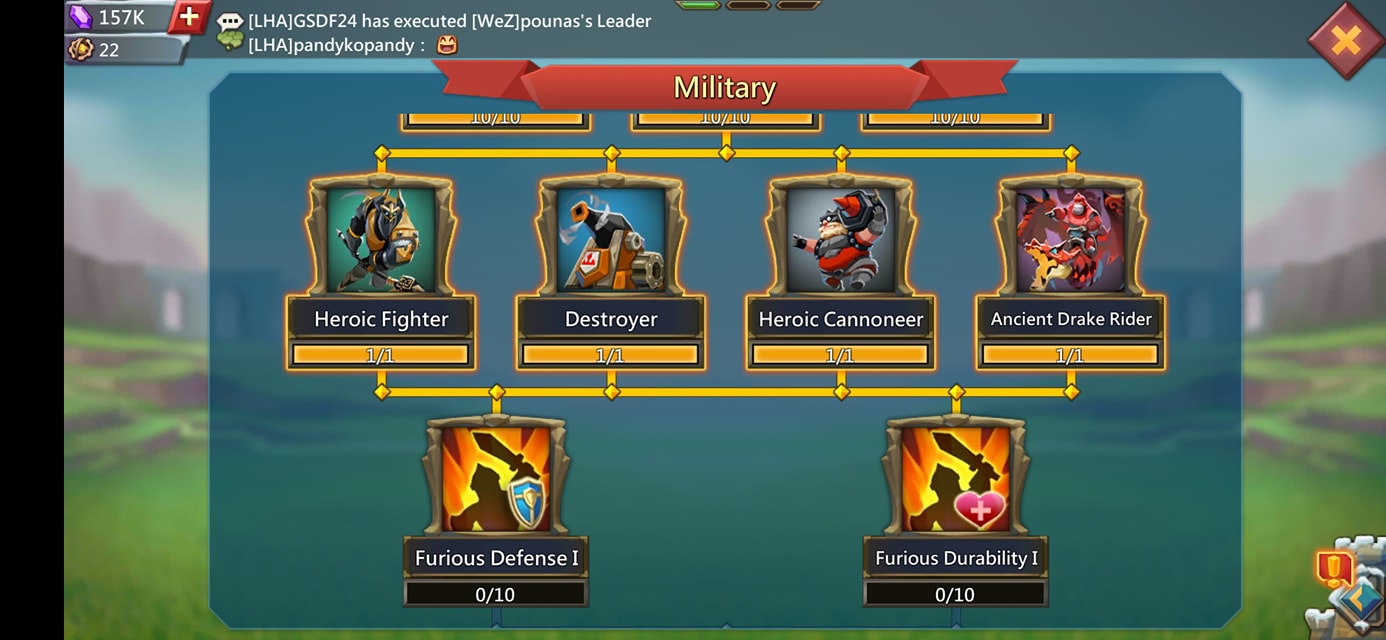 157K
22
[LHA]GSDF24 has executed [WeZ]pounas's Leader
[LHA]pandykopandy :
Military
10/10 10/10 10/10
Heroic Fighter Destroyer Heroic Cannoneer Ancient Drake Rider
1/1 1/1 1/1 1/1
Furious Defense I Furious Durability I
0/10 0/10